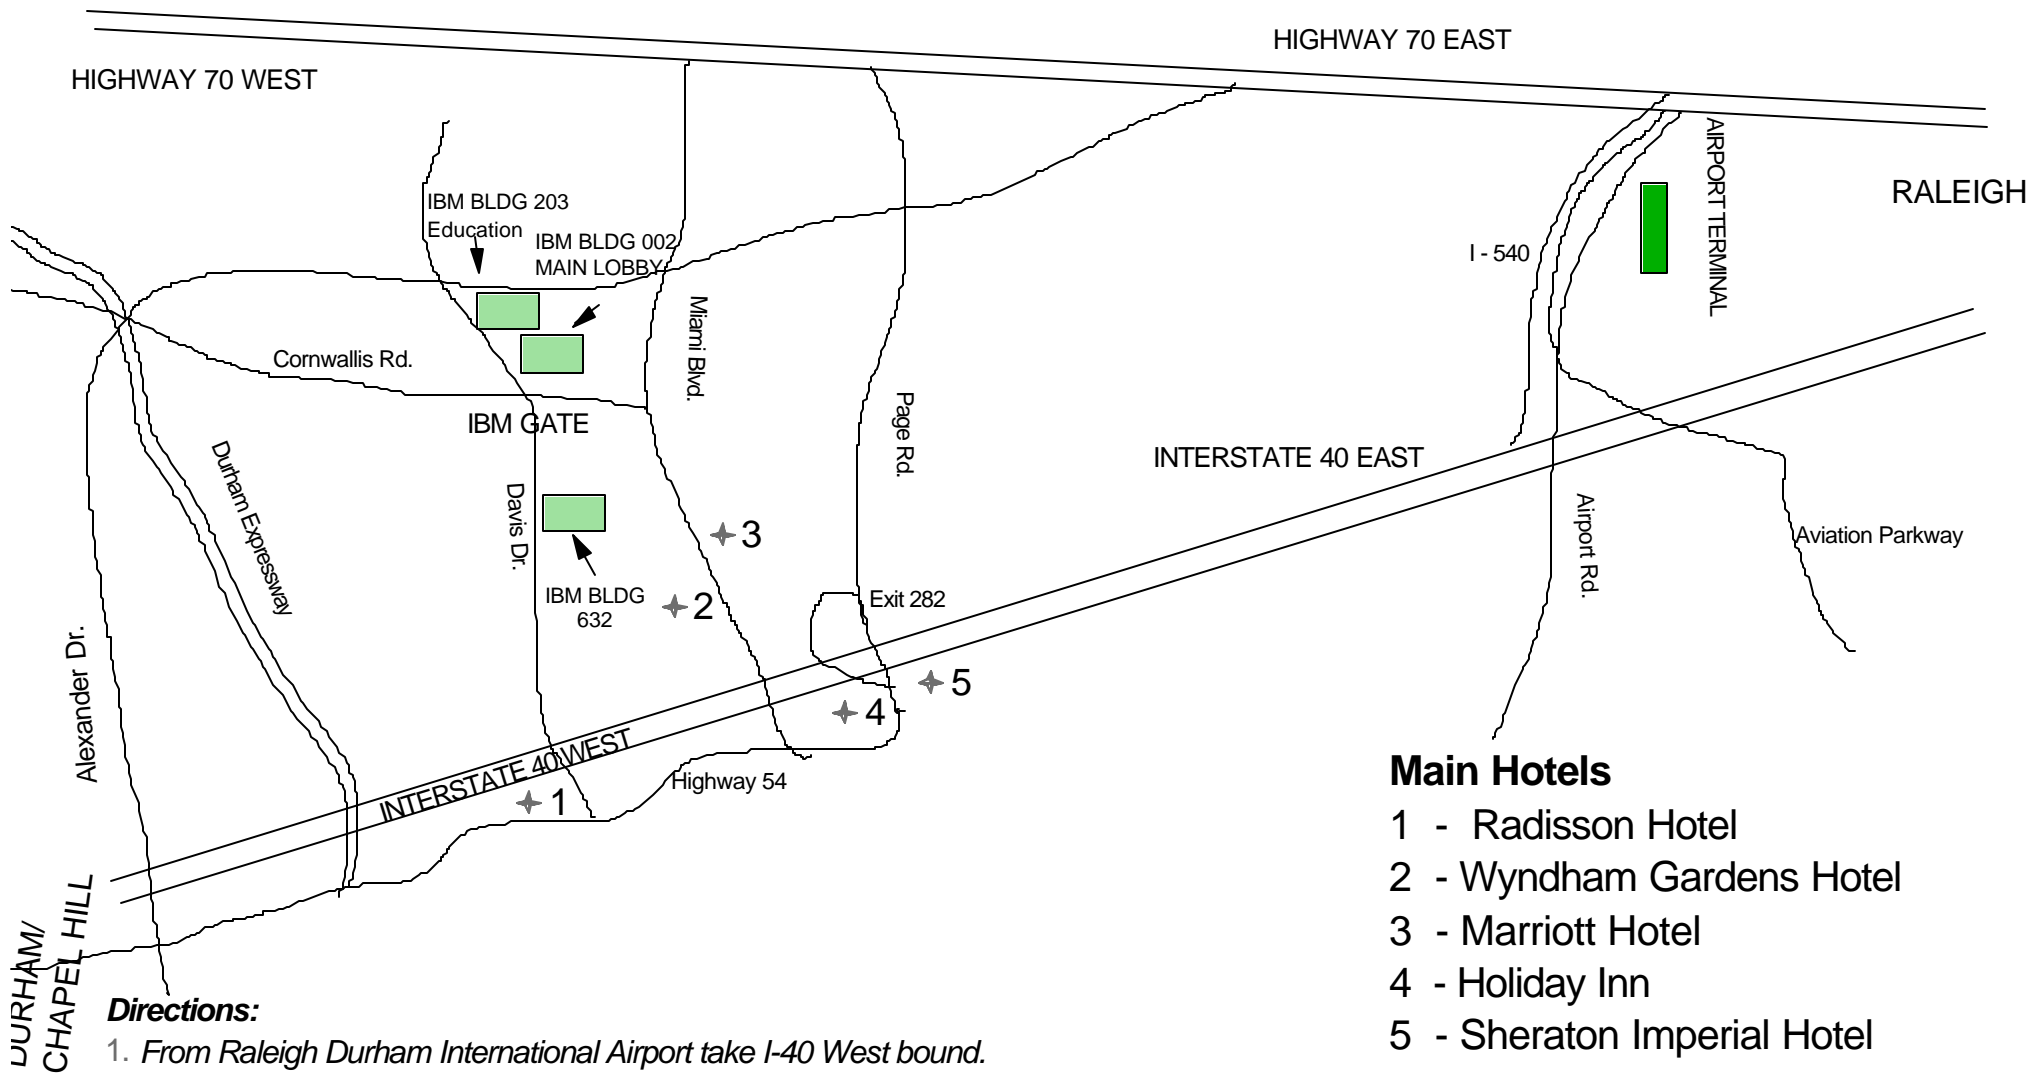 HIGHWAY 70 EAST
HIGHWAY 70 WEST
AIRPORT TERMINAL
RALEIGH
IBM BLDG 203
Education
IBM BLDG 002
MAIN LOBBY
I - 540
Miami Blvd.
Cornwallis Rd.
IBM GATE
Page Rd.
INTERSTATE 40 EAST
Durham Expressway
Davis Dr.
3
Airport Rd.
Aviation Parkway
IBM BLDG
632
2
Exit 282
Alexander Dr.
5
4
INTERSTATE 40 WEST
Highway 54
1
DURHAM/
CHAPEL HILL
Main Hotels
1 - Radisson Hotel
2 - Wyndham Gardens Hotel
3 - Marriott Hotel
4 - Holiday Inn
5 - Sheraton Imperial Hotel
Directions:
1. From Raleigh Durham International Airport take I-40 West bound.